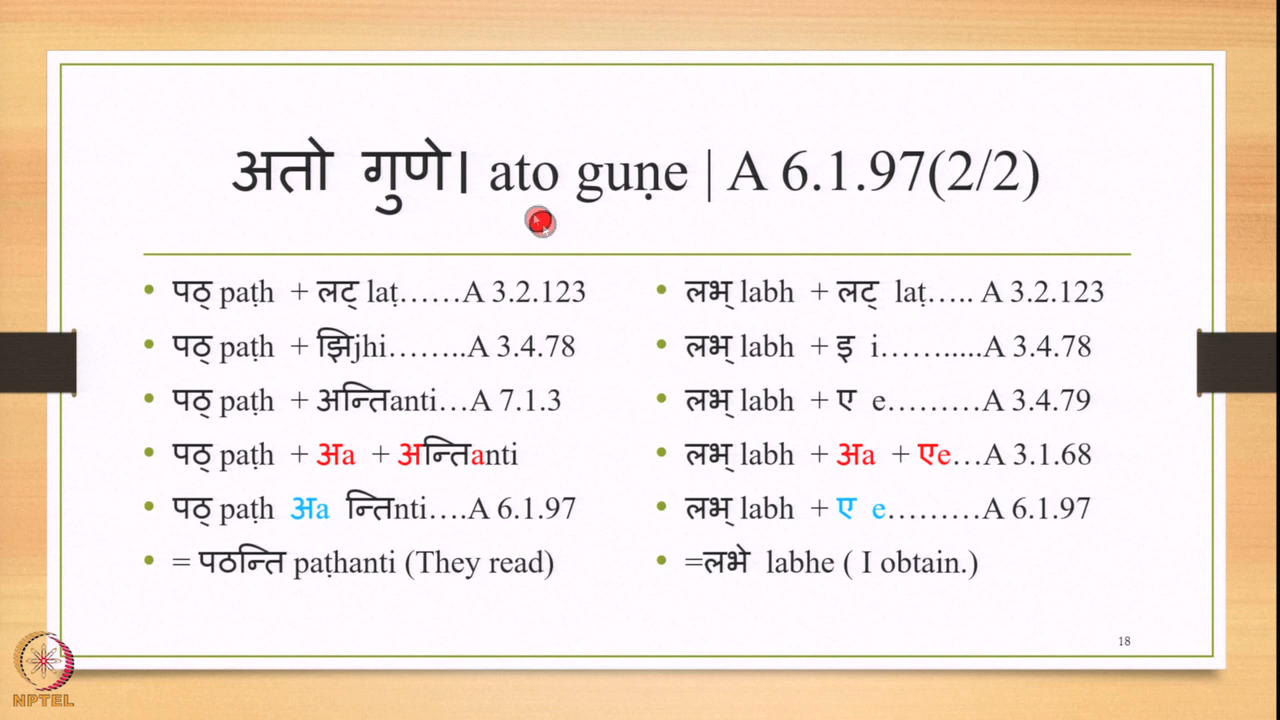 अतो गुणे। ato guṇe | A 6.1.97(2/2)
• पठ् paṭh + लट् laṭ……A 3.2.123
• पठ् paṭh + झिjhi……..A 3.4.78
• पठ् paṭh + अन्तिanti…A 7.1.3
• पठ् paṭh + अa + अन्तिanti
• पठ् paṭh अa न्तिnti….A 6.1.97
• = पठन्ति paṭhanti (They read)
• लभ् labh + लट् laṭ….. A 3.2.123
• लभ् labh + इ i…….....A 3.4.78
• लभ् labh + ए e………A 3.4.79
• लभ् labh + अa + एe…A 3.1.68
• लभ् labh + ए e………A 6.1.97
• =लभे labhe ( I obtain.)
18
NPTEL